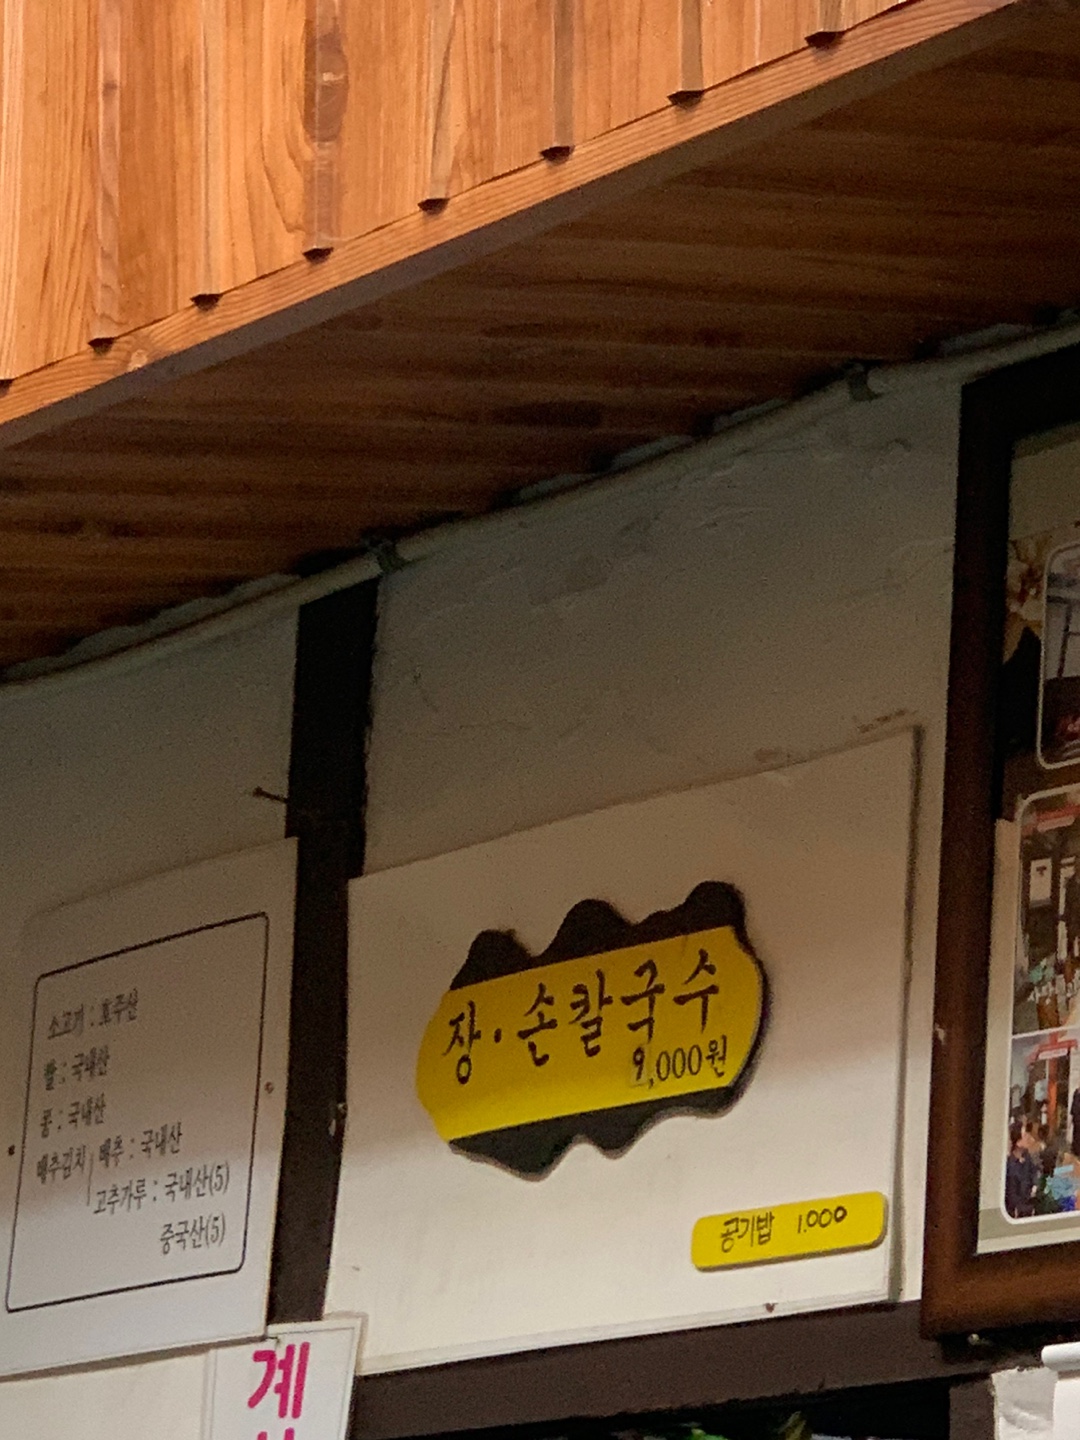 소고기 : 호주산
쌀 : 국내산
콩 : 국내산
배추김치 배추 : 국내산
고추가루 : 국내산(5)
중국산(5)
장·손칼국수
9,000원
공기밥 1.000
계